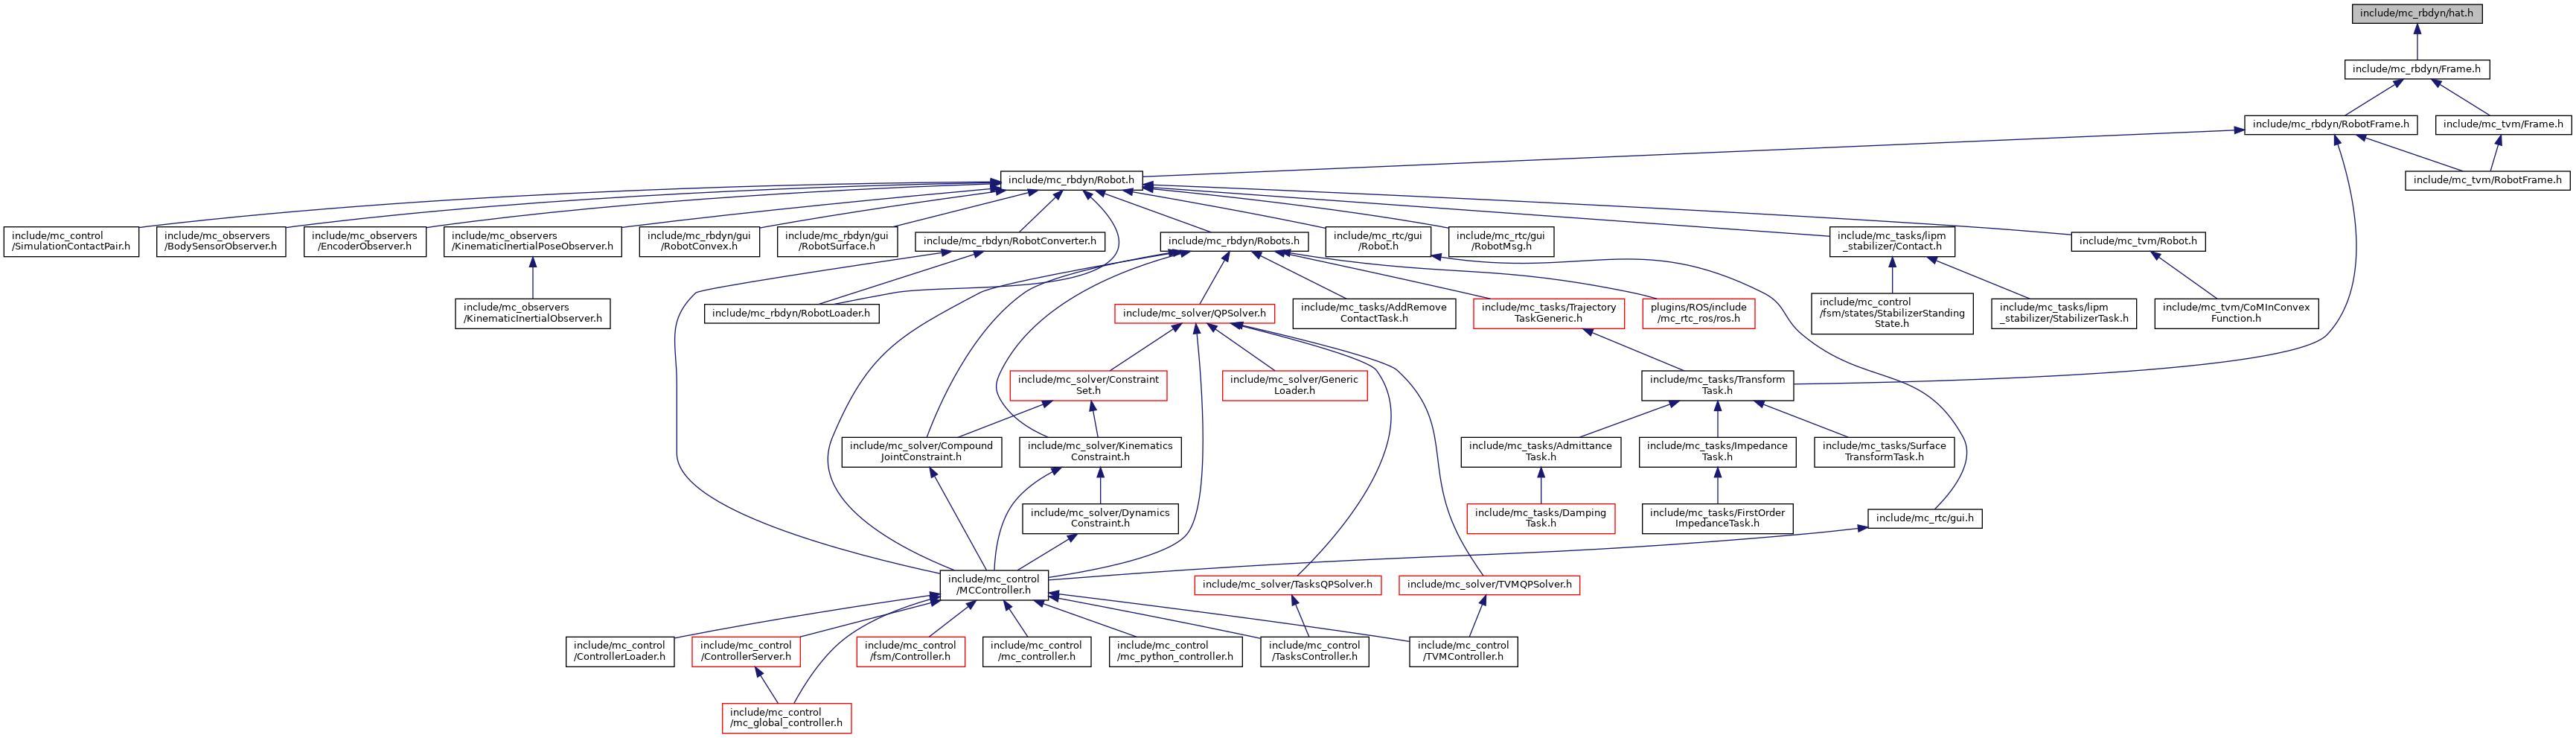 include/mc_rbdyn/hat.h
include/mc_rbdyn/Frame.h
include/mc_rbdyn/RobotFrame.h
include/mc_tvm/Frame.h
include/mc_rbdyn/Robot.h
include/mc_tvm/RobotFrame.h
include/mc_control
/SimulationContactPair.h
include/mc_observers
/BodySensorObserver.h
include/mc_observers
/EncoderObserver.h
include/mc_observers
/KinematicInertialPoseObserver.h
include/mc_rbdyn/gui
/RobotConvex.h
include/mc_rbdyn/gui
/RobotSurface.h
include/mc_rbdyn/RobotConverter.h
include/mc_rbdyn/Robots.h
include/mc_rtc/gui
/Robot.h
include/mc_rtc/gui
/RobotMsg.h
include/mc_tasks/lipm
_stabilizer/Contact.h
include/mc_tvm/Robot.h
include/mc_observers
/KinematicInertialObserver.h
include/mc_rbdyn/RobotLoader.h
include/mc_solver/QPSolver.h
include/mc_tasks/AddRemove
ContactTask.h
include/mc_tasks/Trajectory
TaskGeneric.h
plugins/ROS/include
/mc_rtc_ros/ros.h
include/mc_control
/fsm/states/StabilizerStanding
State.h
include/mc_tasks/lipm
_stabilizer/StabilizerTask.h
include/mc_tvm/CoMInConvex
Function.h
include/mc_solver/Constraint
Set.h
include/mc_solver/Generic
Loader.h
include/mc_tasks/Transform
Task.h
include/mc_solver/Compound
JointConstraint.h
include/mc_solver/Kinematics
Constraint.h
include/mc_tasks/Admittance
Task.h
include/mc_tasks/Impedance
Task.h
include/mc_tasks/Surface
TransformTask.h
include/mc_solver/Dynamics
Constraint.h
include/mc_tasks/Damping
Task.h
include/mc_tasks/FirstOrder
ImpedanceTask.h
include/mc_rtc/gui.h
include/mc_control
/MCController.h
include/mc_solver/TasksQPSolver.h
include/mc_solver/TVMQPSolver.h
include/mc_control
/ControllerLoader.h
include/mc_control
/ControllerServer.h
include/mc_control
/fsm/Controller.h
include/mc_control
/mc_controller.h
include/mc_control
/mc_python_controller.h
include/mc_control
/TasksController.h
include/mc_control
/TVMController.h
include/mc_control
/mc_global_controller.h